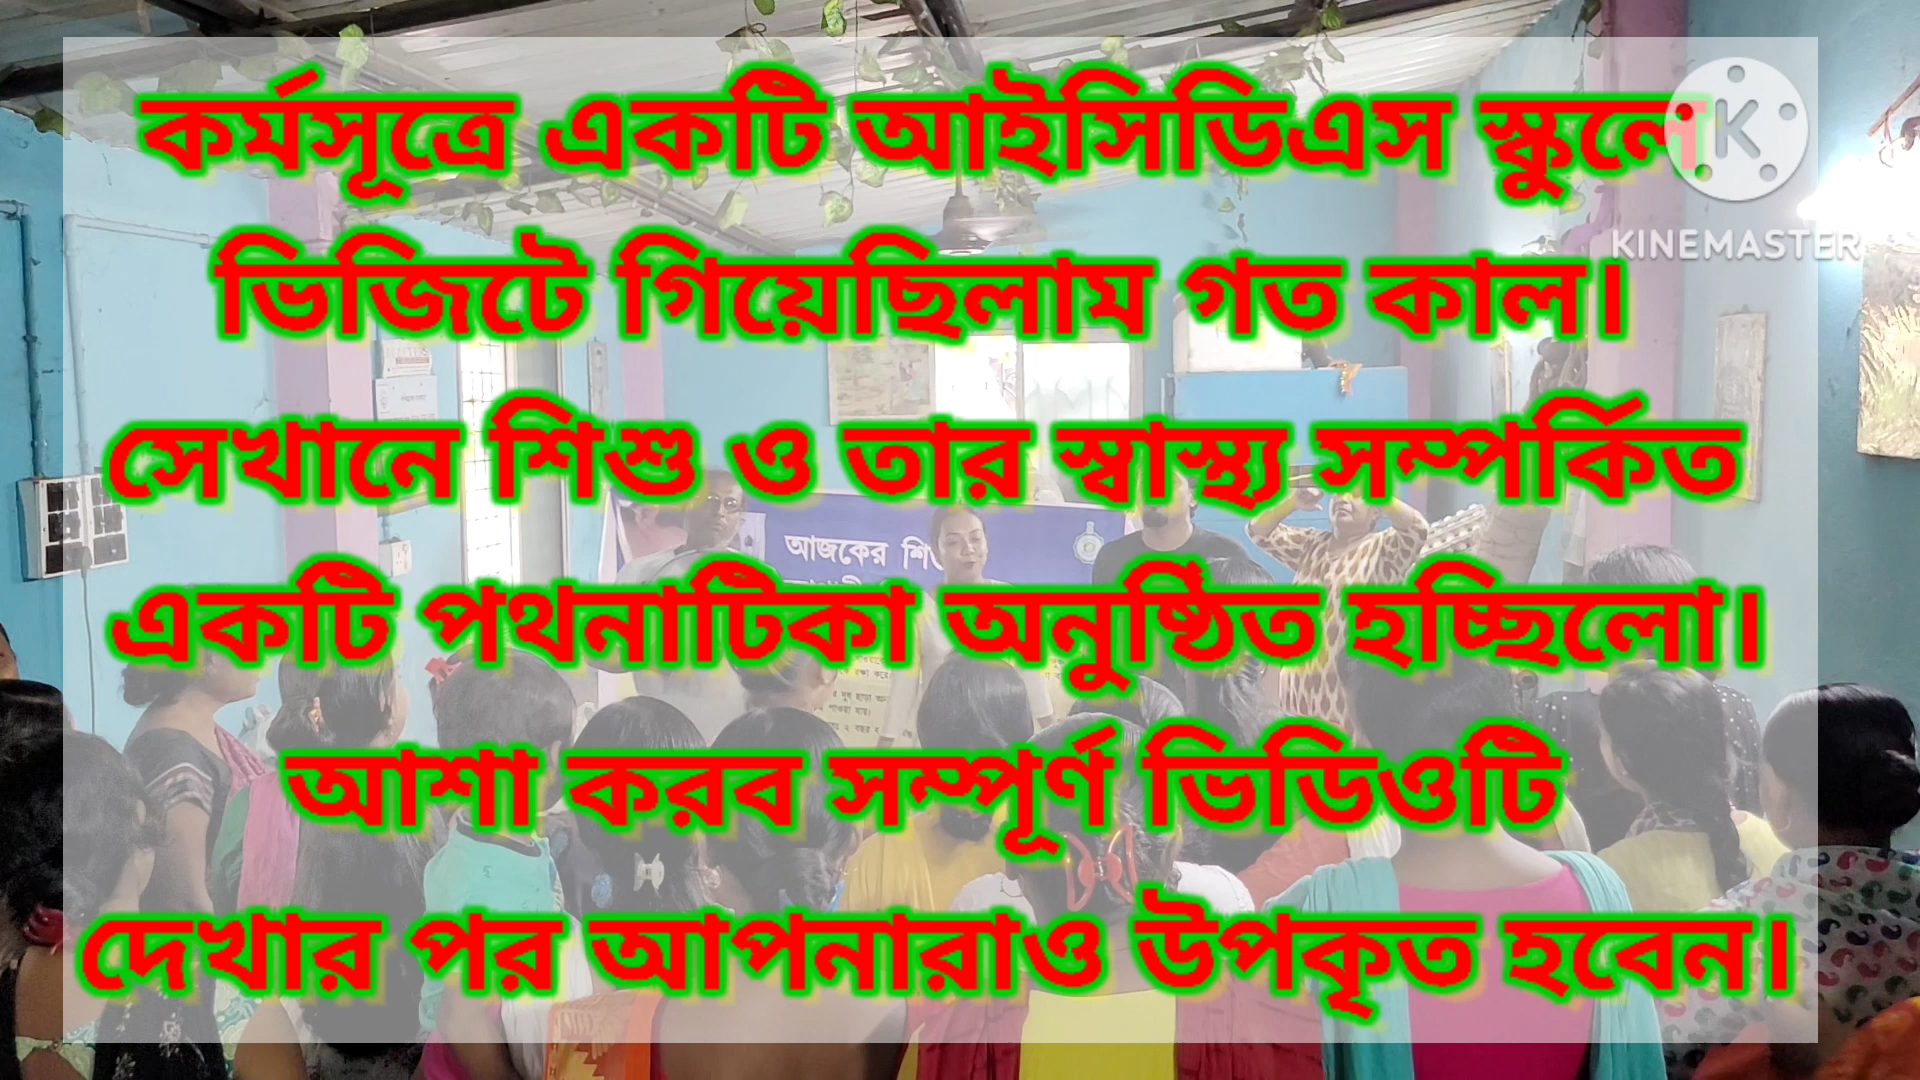 কর্মসূত্রে একটি আইসিডিএস স্কুলে
ভিজিটে গিয়েছিলাম গত কাল।
সেখানে শিশু ও তার স্বাস্থ্য সম্পর্কিত
একটি পথনাটিকা অনুষ্ঠিত হচ্ছিলো।
আশা করব সম্পূর্ণ ভিডিওটি
দেখার পর আপনারাও উপকৃত হবেন।
K
KINEMASTER
আজকের